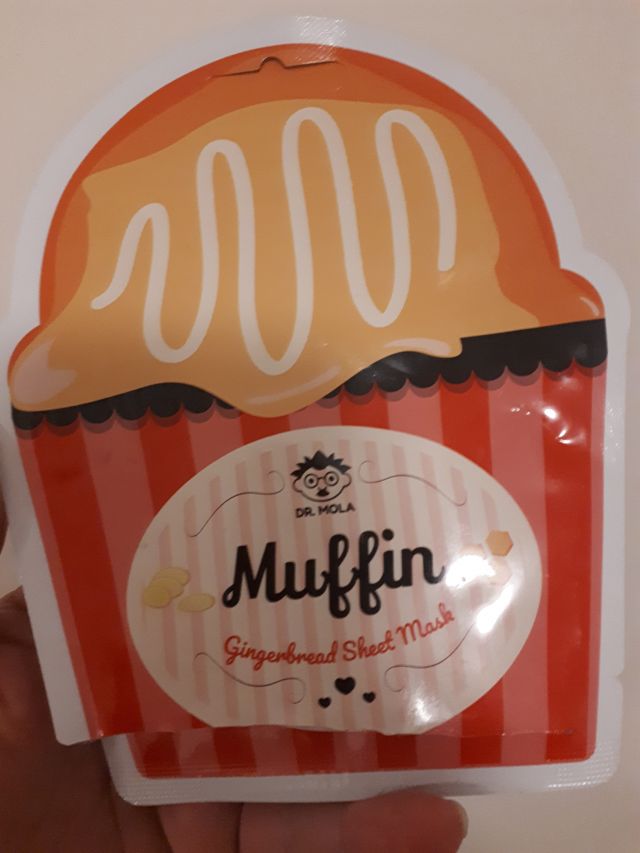 DR. MOLA
Muffin
Gingerbread Sheet Mask